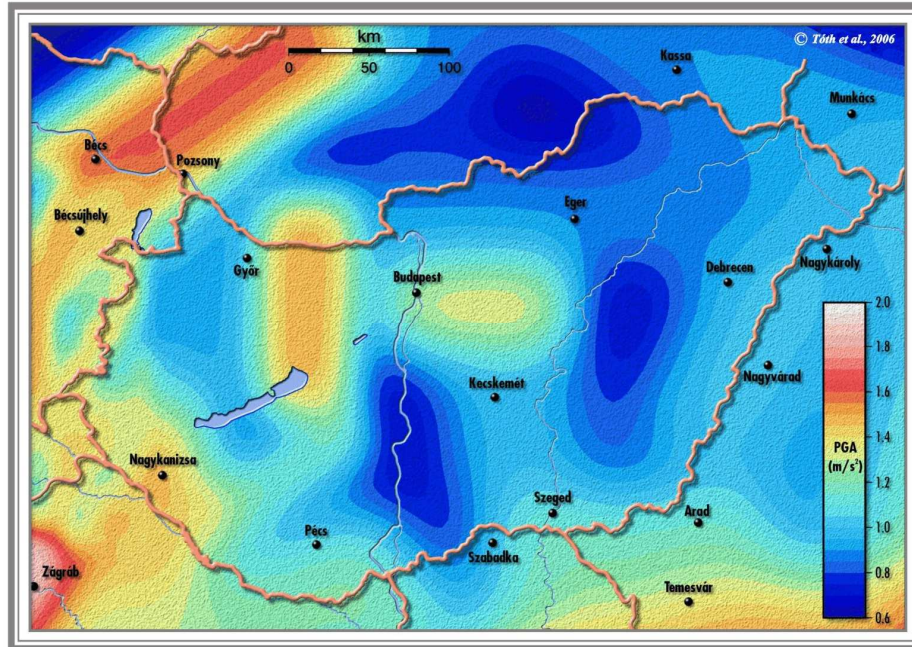 km
0 50 100
© Tóth et al., 2006
Kassa
Munkács
Bécs
Pozsony
Bécsújhely
Eger
Győr
Budapest
Debrecen
Nagykároly
2.0
1.8
Kecskemét
Nagyvárad
1.6
1.4
PGA
(m/s²)
Nagykanizsa
1.2
Szeged
Arad
1.0
Pécs
Szabadka
Zágráb
0.8
Temesvár
0.6